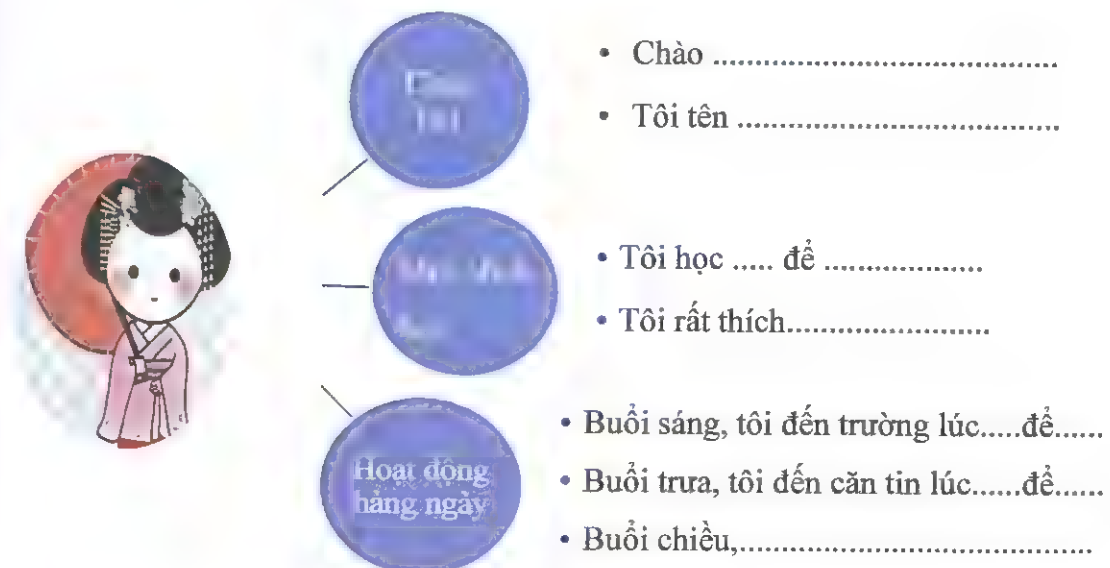 • Chào ..........................................
• Tôi tên .......................................
• Tôi học ..... để ...................
• Tôi rất thích.........................
Hoạt động
hàng ngày
• Buổi sáng, tôi đến trường lúc.....để......
• Buổi trưa, tôi đến căn tin lúc......để......
• Buổi chiều,...........................................